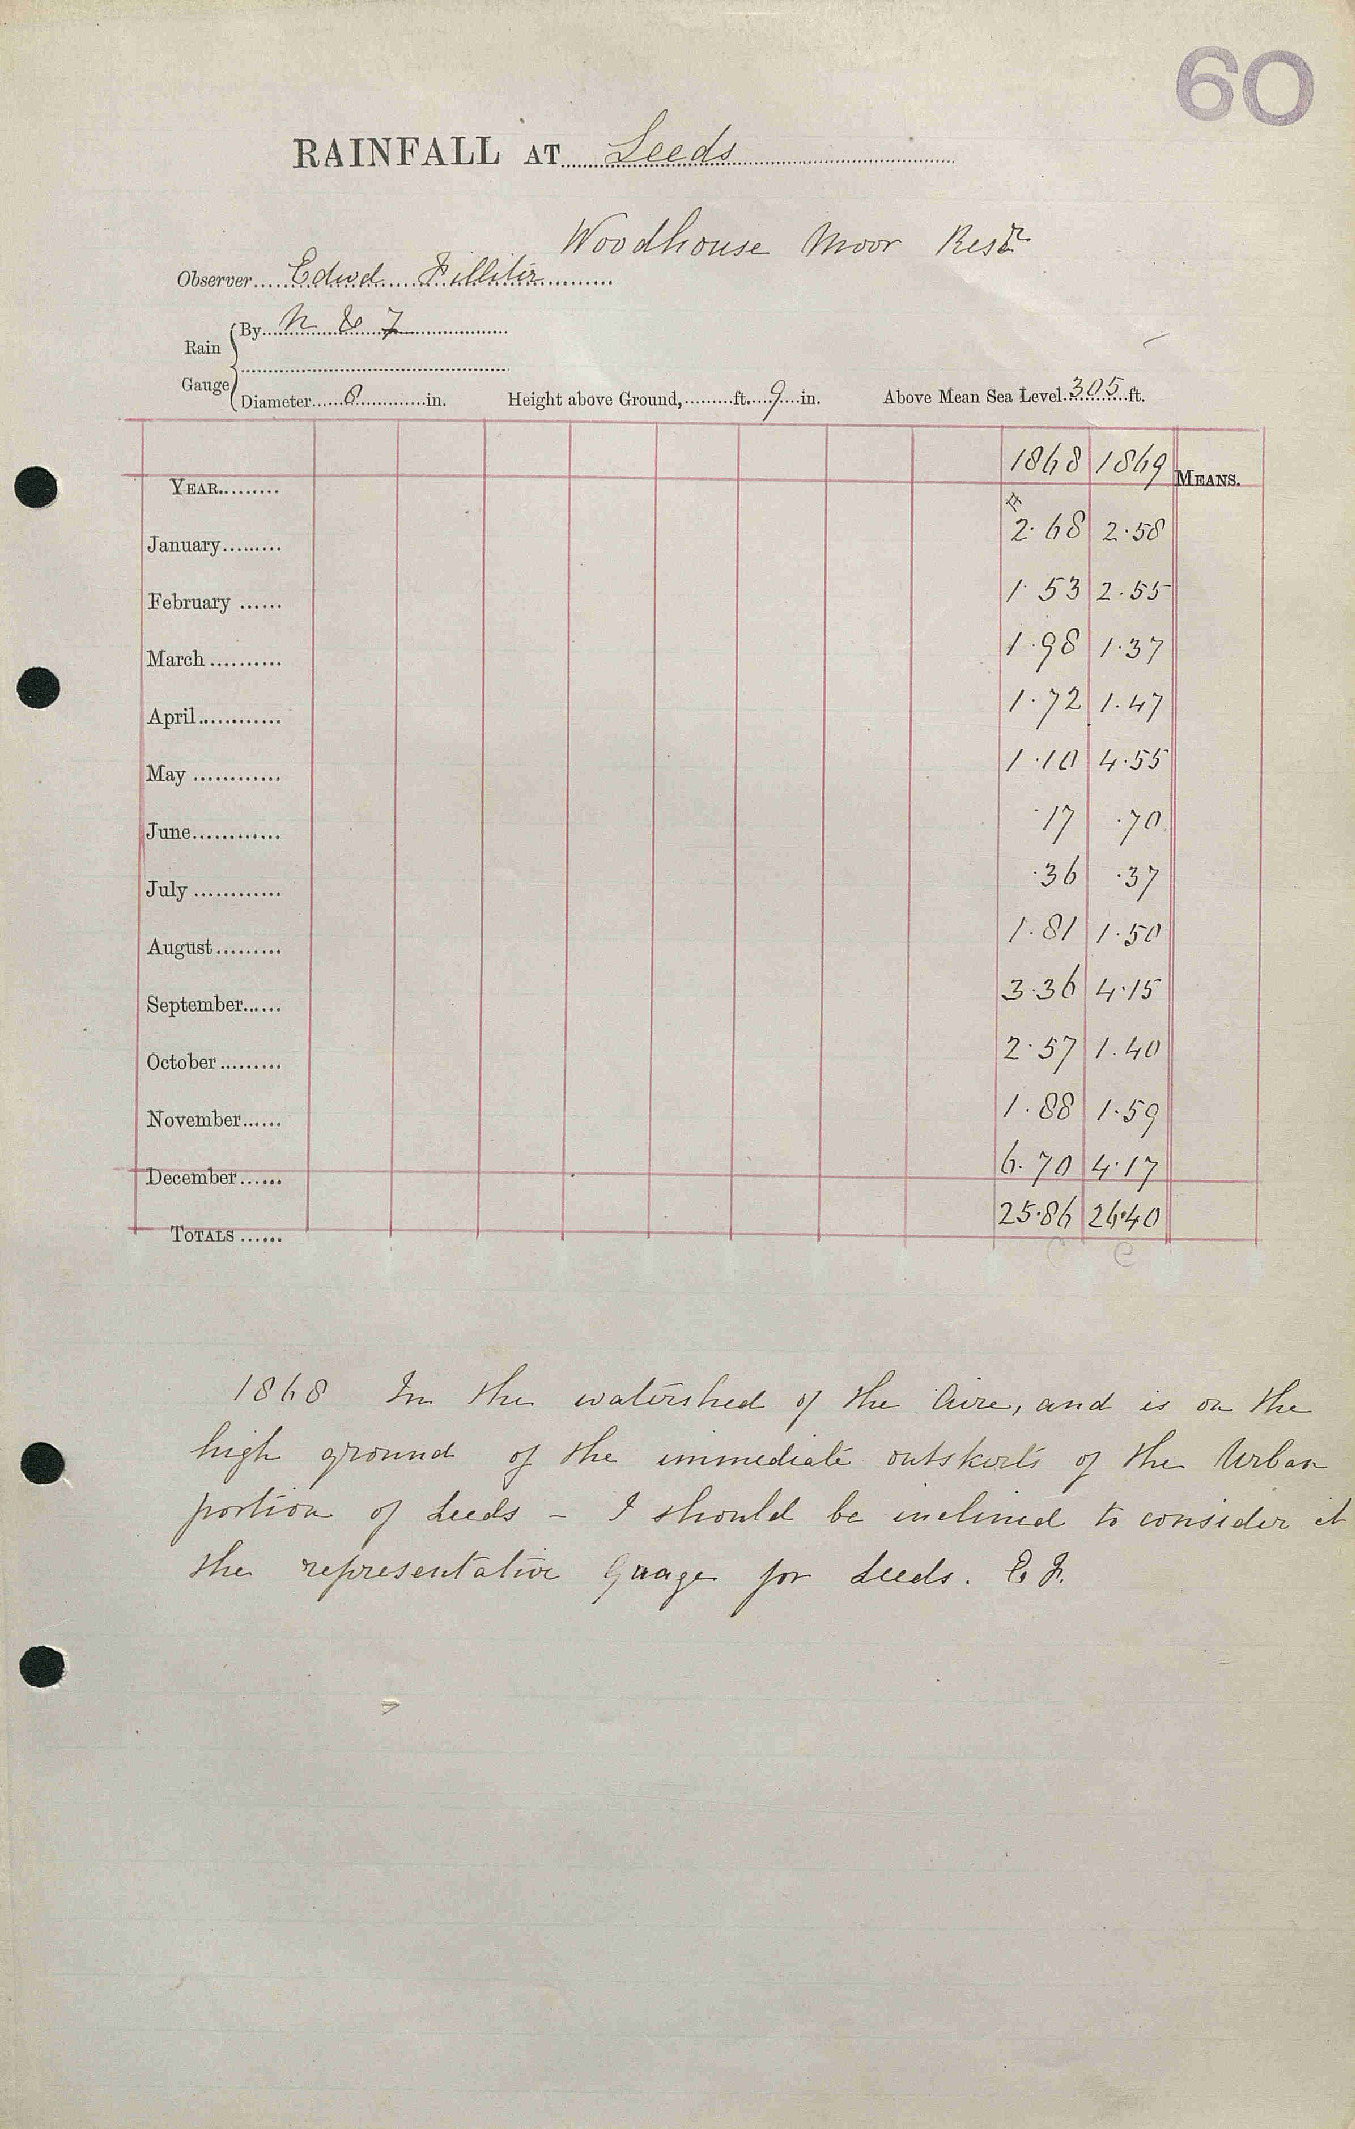 60
RAINFALL AT Leeds
Woodhouse Moor Resr
Observer Edwd Filliter
Rain Gauge
By N & Z
Diameter 8 in. Height above Ground, ft. 9 in. Above Mean Sea Level 305 ft.
YEAR 1868 1869 MEANS.
January 2.68 2.58
February 1.53 2.55
March 1.98 1.37
April 1.72 1.47
May 1.10 4.55
June .17 .70
July .36 .37
August 1.81 1.50
September 3.36 4.15
October 2.57 1.40
November 1.88 1.59
December 6.70 4.17
TOTALS 25.86 26.40
1868 In the watershed of the Aire, and is on the
high ground of the immediate outskirts of the Urban
portion of Leeds – I should be inclined to consider it
the representative Guage for Leeds. E F.